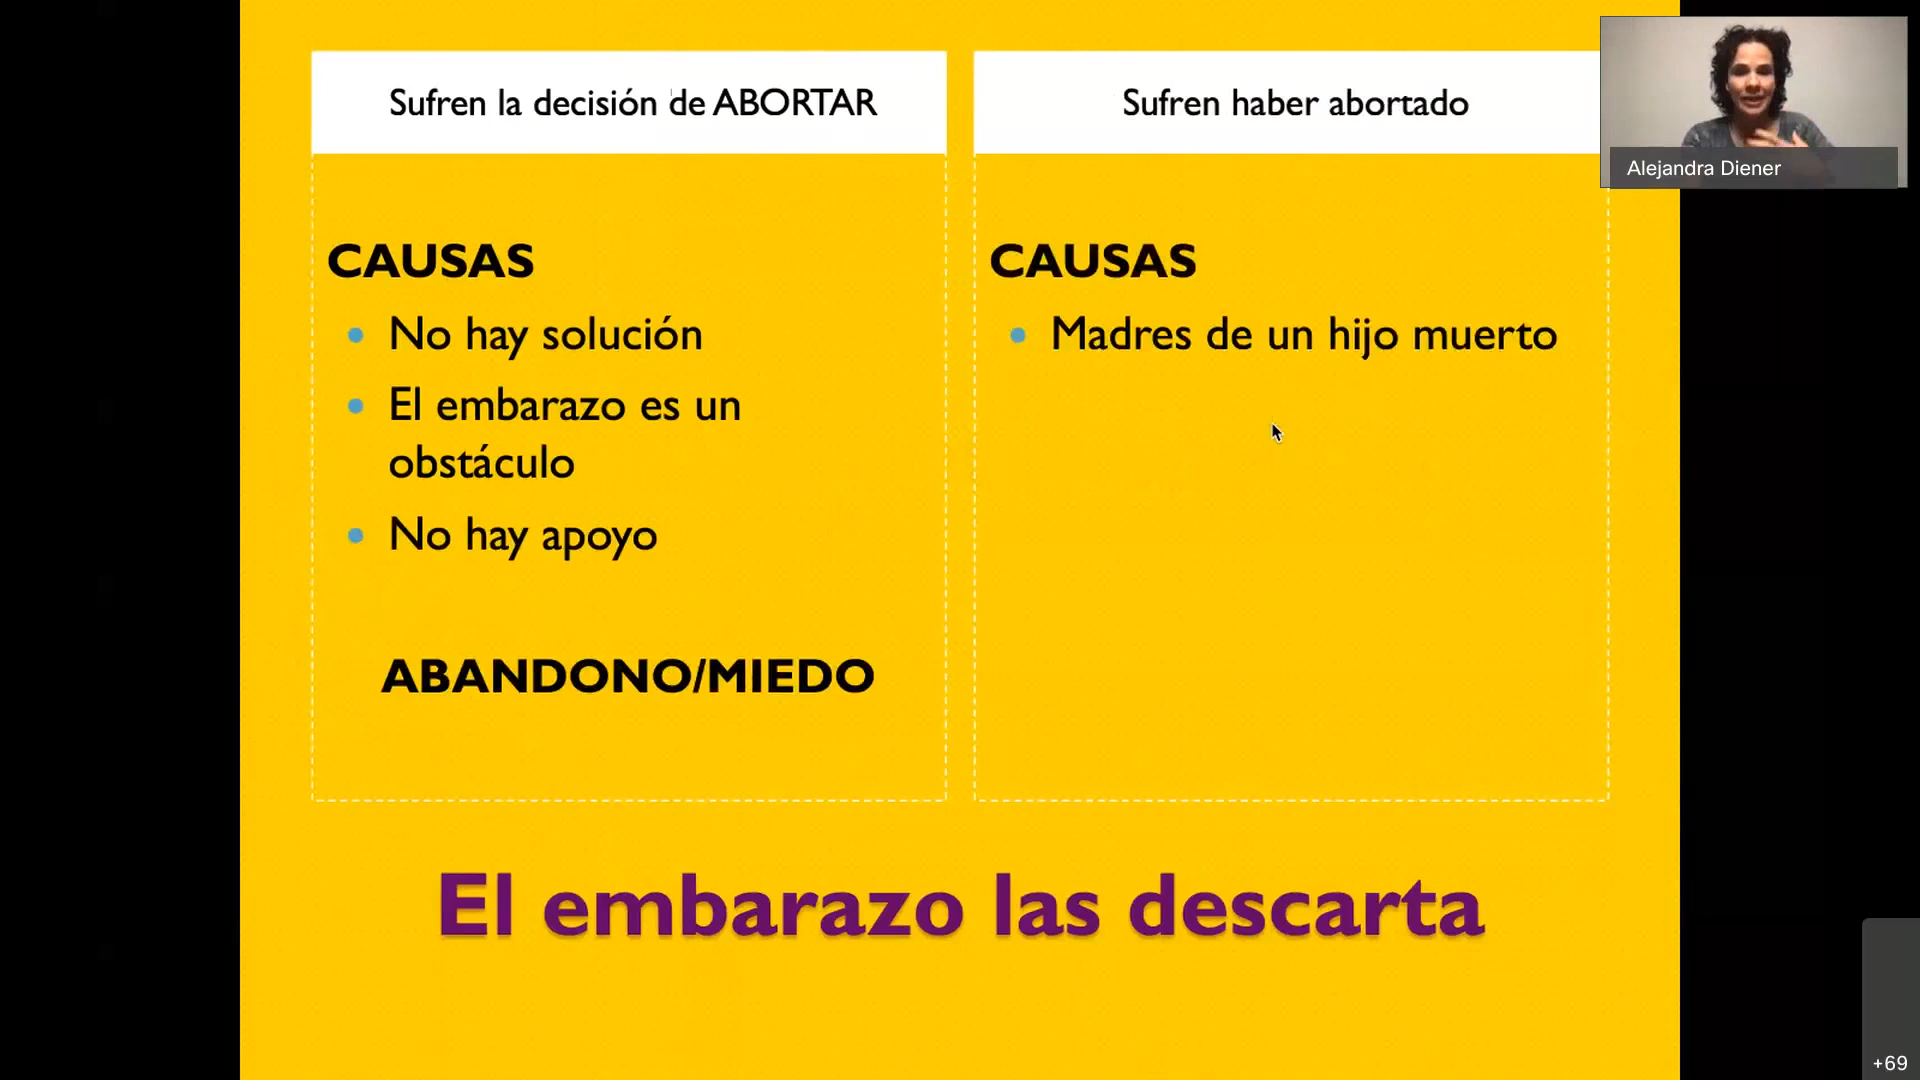 Sufren la decisión de ABORTAR
CAUSAS
No hay solución
El embarazo es un
obstáculo
No hay apoyo
ABANDONO/MIEDO
Sufren haber abortado
CAUSAS
Madres de un hijo muerto
El embarazo las descarta
Alejandra Diener
+69